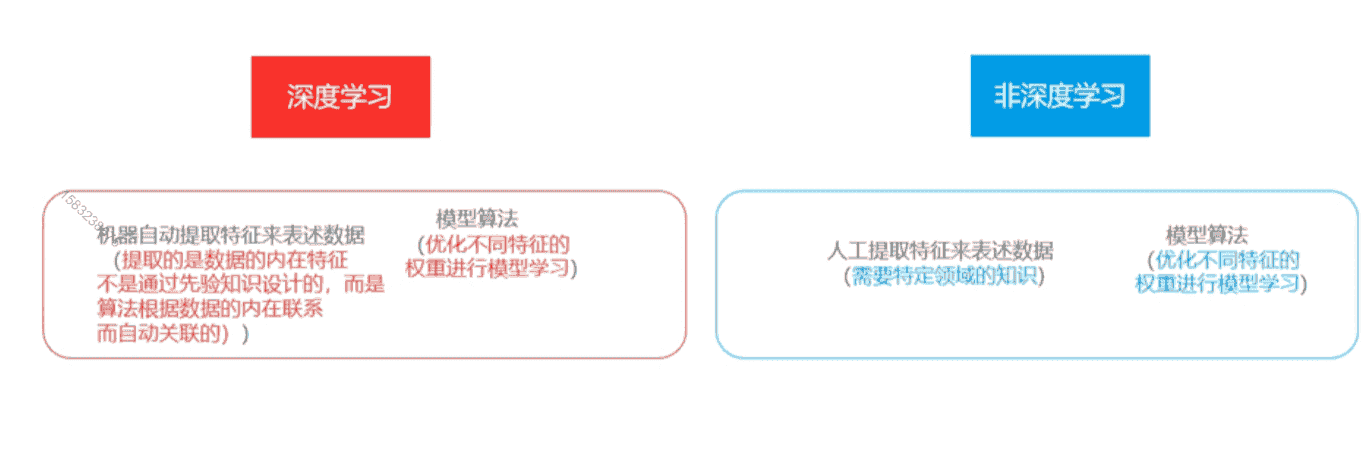 深度学习
非深度学习
机器自动提取特征来表述数据
（提取的是数据的内在特征
不是通过先验知识设计的，而是
算法根据数据的内在联系
而自动关联的））
模型算法
（优化不同特征的
权重进行模型学习）
人工提取特征来表述数据
（需要特定领域的知识）
模型算法
（优化不同特征的
权重进行模型学习）